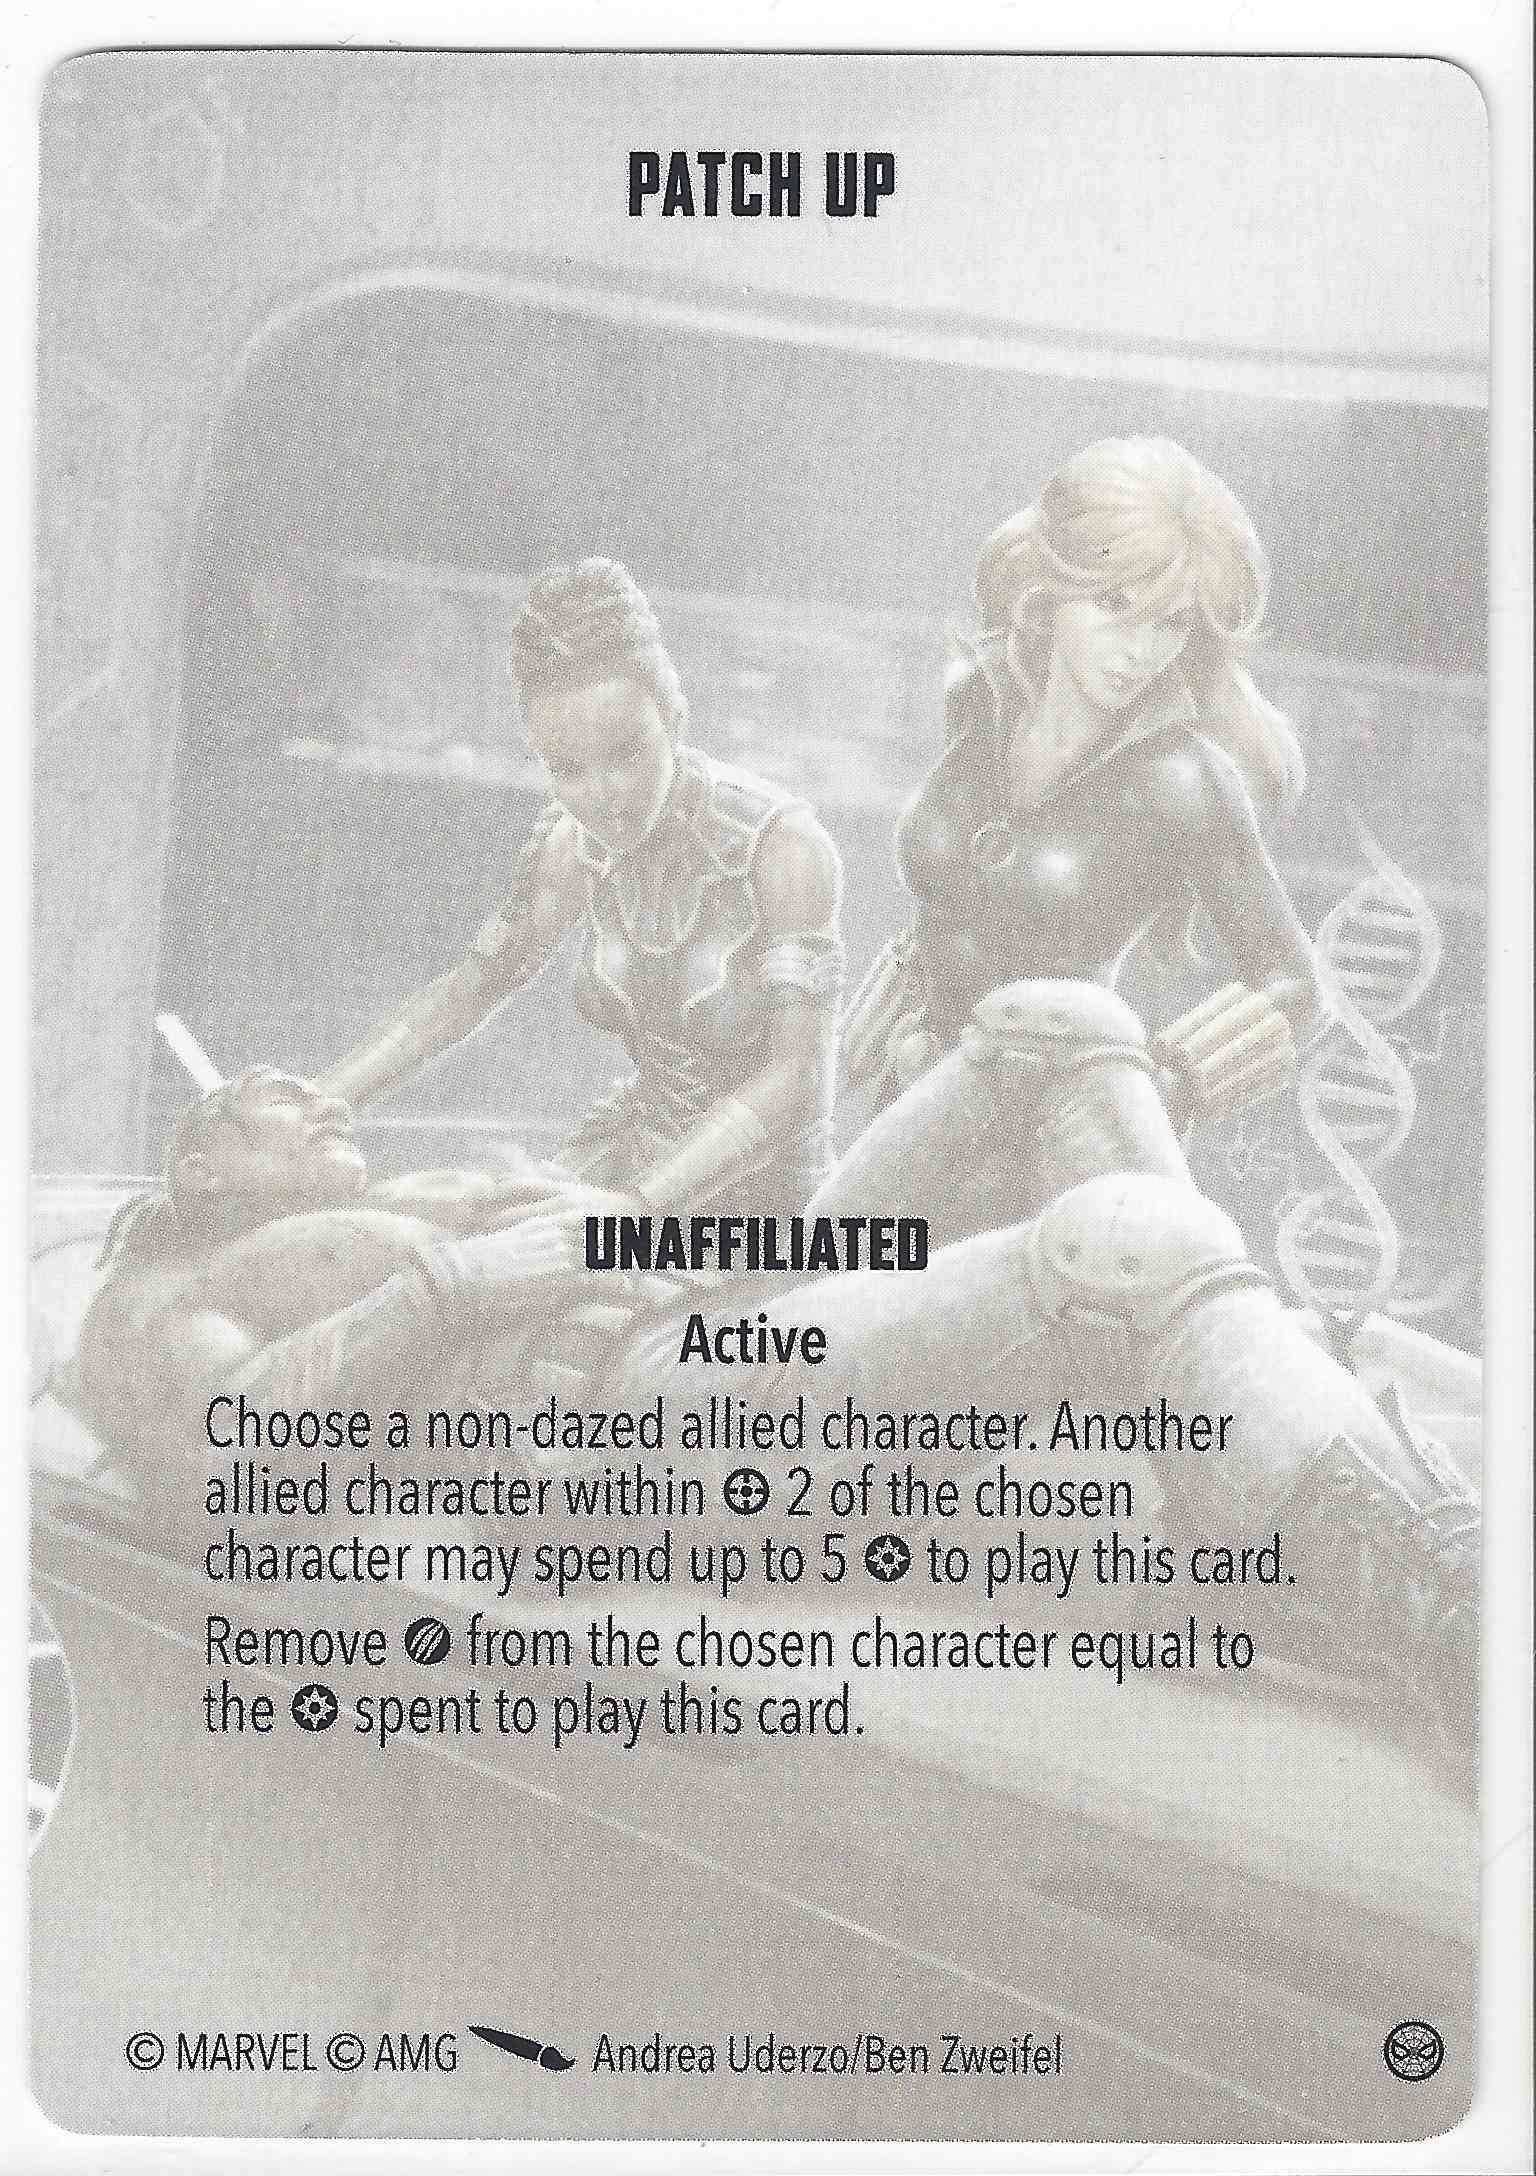 PATCH UP
UNAFFILIATED
Active
Choose a non-dazed allied character. Another
allied character within 2 of the chosen
character may spend up to 5 to play this card.
Remove from the chosen character equal to
the spent to play this card.
© MARVEL © AMG Andrea Uderzo/Ben Zweifel